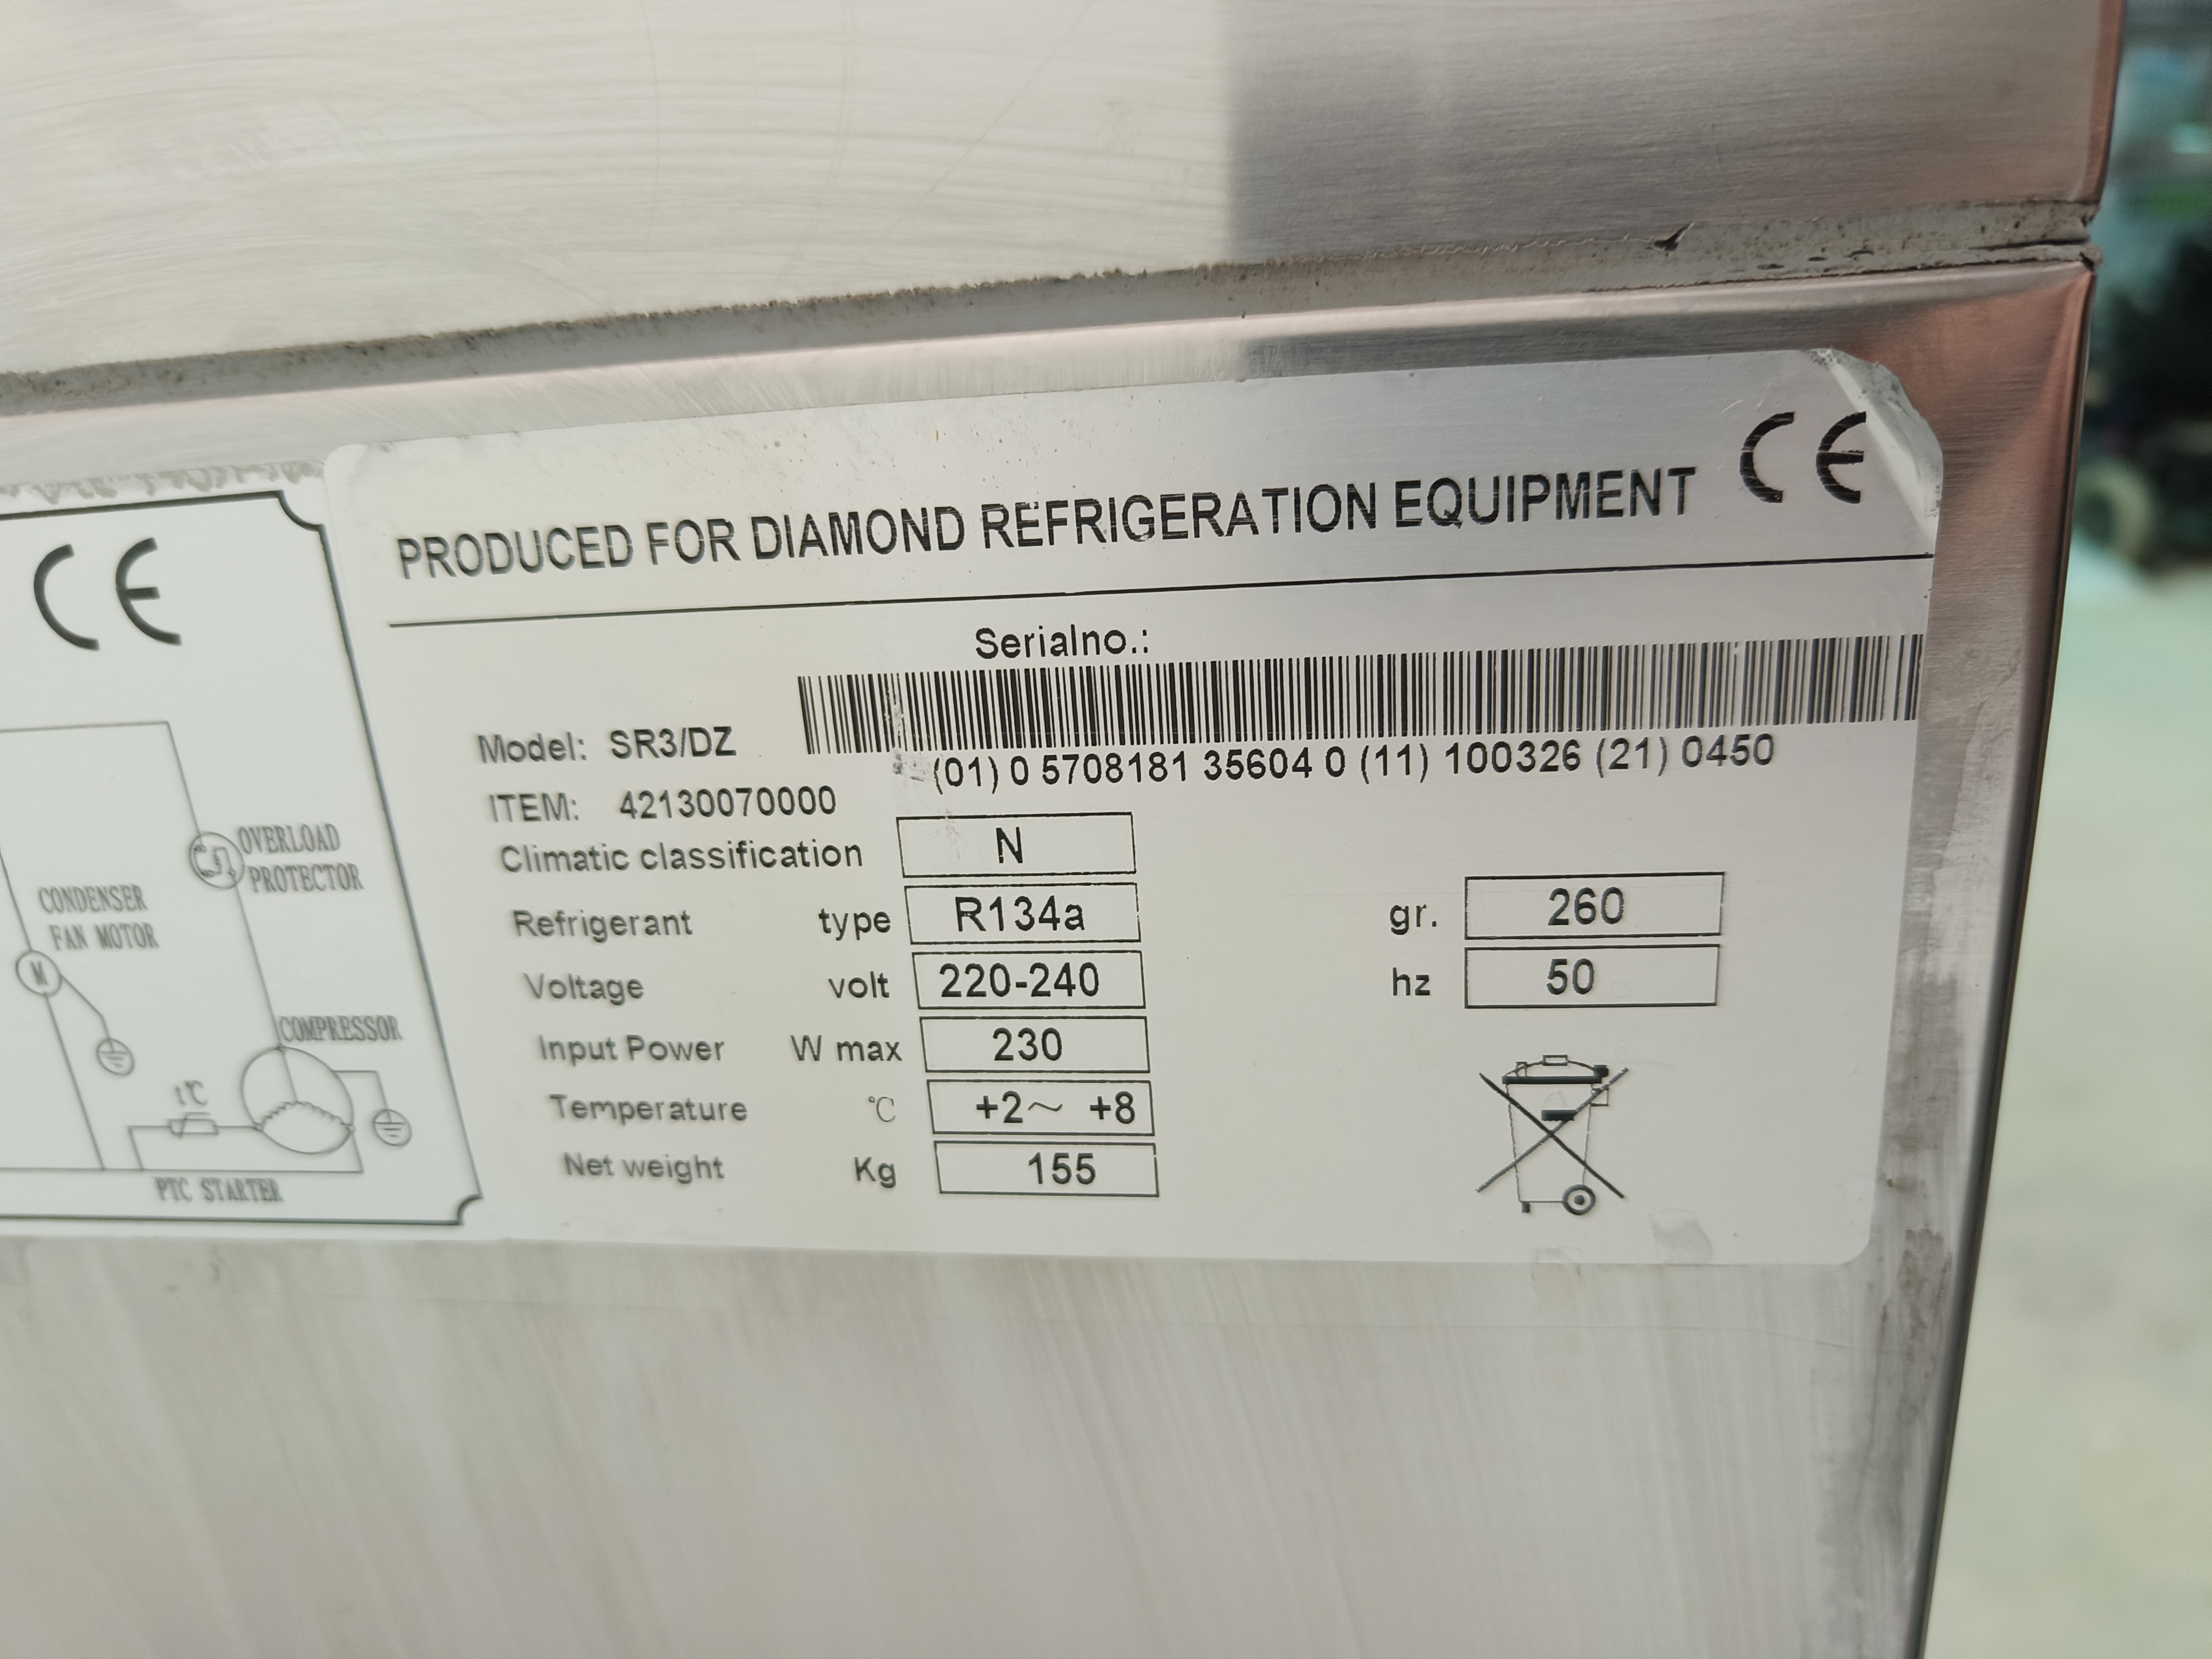 CE
OVERLOAD
PROTECTOR
CONDENSER
FAN MOTOR
M
COMPRESSOR
t℃
PTC STARTER
PRODUCED FOR DIAMOND REFRIGERATION EQUIPMENT CE
Serialno.:
Model: SR3/DZ
(01) 0 5708181 35604 0 (11) 100326 (21) 0450
ITEM: 42130070000
Climatic classification N
Refrigerant type R134a gr. 260
Voltage volt 220-240 hz 50
Input Power W max 230
Temperature ℃ +2～ +8
Net weight Kg 155